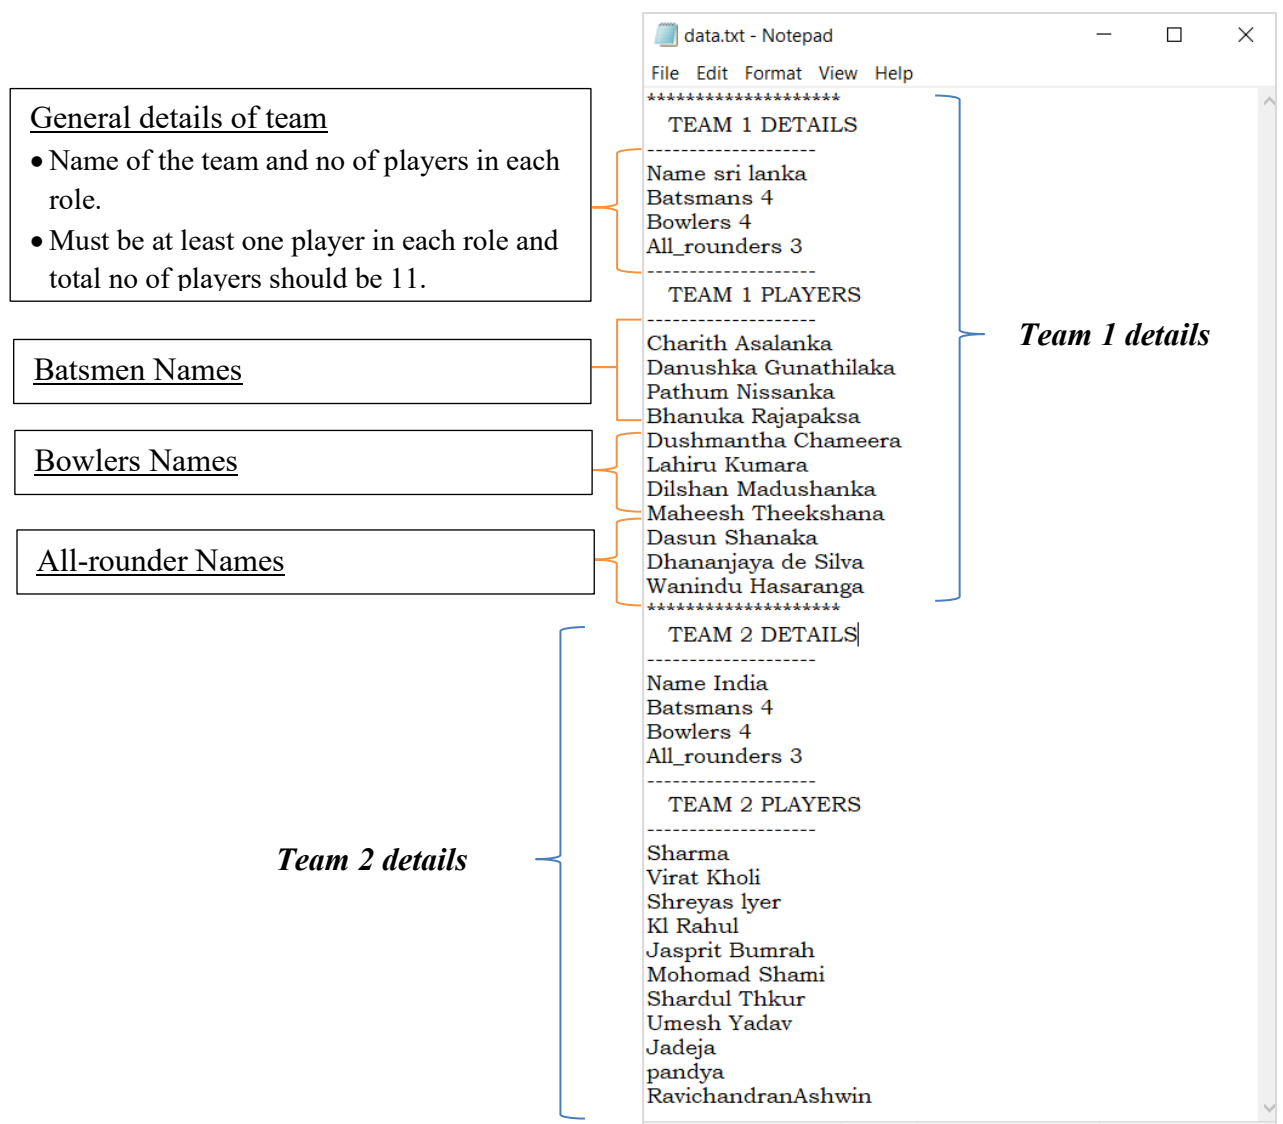 General details of team
• Name of the team and no of players in each
role.
• Must be at least one player in each role and
total no of players should be 11.
Batsmen Names
Bowlers Names
All-rounder Names
data.txt - Notepad
File Edit Format View Help
********************
TEAM 1 DETAILS
--------------------
Name sri lanka
Batsmans 4
Bowlers 4
All_rounders 3
--------------------
TEAM 1 PLAYERS
--------------------
Charith Asalanka
Danushka Gunathilaka
Pathum Nissanka
Bhanuka Rajapaksa
Dushmantha Chameera
Lahiru Kumara
Dilshan Madushanka
Maheesh Theekshana
Dasun Shanaka
Dhananjaya de Silva
Wanindu Hasaranga
********************
TEAM 2 DETAILS
--------------------
Name India
Batsmans 4
Bowlers 4
All_rounders 3
--------------------
TEAM 2 PLAYERS
--------------------
Sharma
Virat Kholi
Shreyas lyer
Kl Rahul
Jasprit Bumrah
Mohomad Shami
Shardul Thkur
Umesh Yadav
Jadeja
pandya
RavichandranAshwin
Team 1 details
Team 2 details